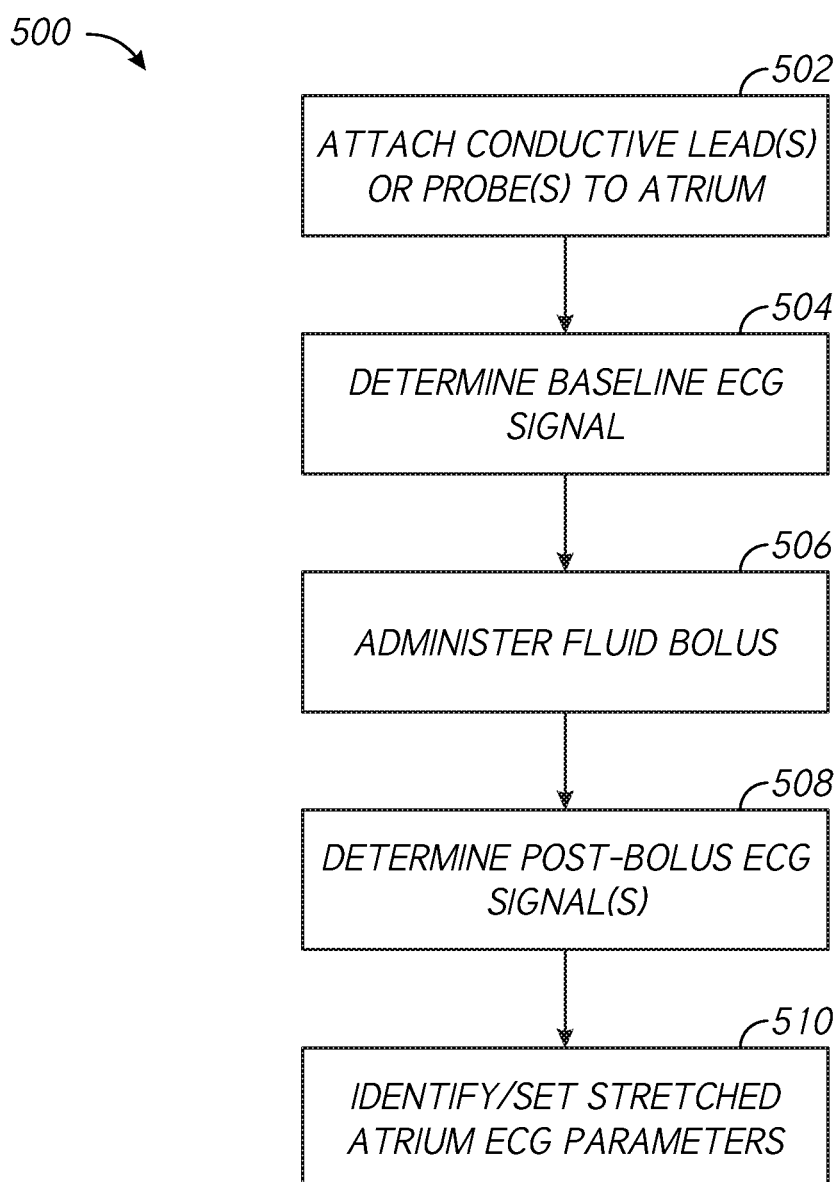 500
502
ATTACH CONDUCTIVE LEAD(S)
OR PROBE(S) TO ATRIUM
504
DETERMINE BASELINE ECG
SIGNAL
506
ADMINISTER FLUID BOLUS
508
DETERMINE POST-BOLUS ECG
SIGNAL(S)
510
IDENTIFY/SET STRETCHED
ATRIUM ECG PARAMETERS